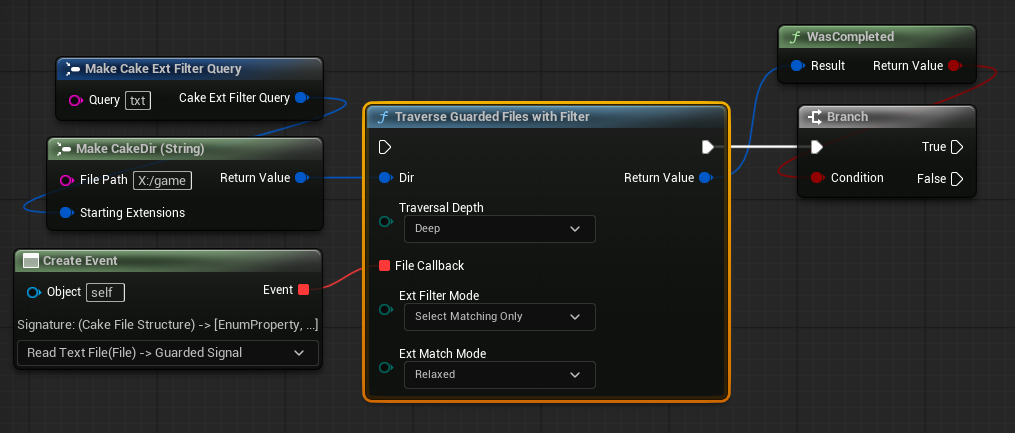 Make Cake Ext Filter Query
Query txt Cake Ext Filter Query
Make CakeDir (String)
File Path X:/game Return Value
Starting Extensions
Create Event
Object self Event
Signature: (Cake File Structure) -> [EnumProperty, ...]
Read Text File(File) -> Guarded Signal
Traverse Guarded Files with Filter
Dir Return Value
Traversal Depth
Deep
File Callback
Ext Filter Mode
Select Matching Only
Ext Match Mode
Relaxed
WasCompleted
Result Return Value
Branch
True
Condition False